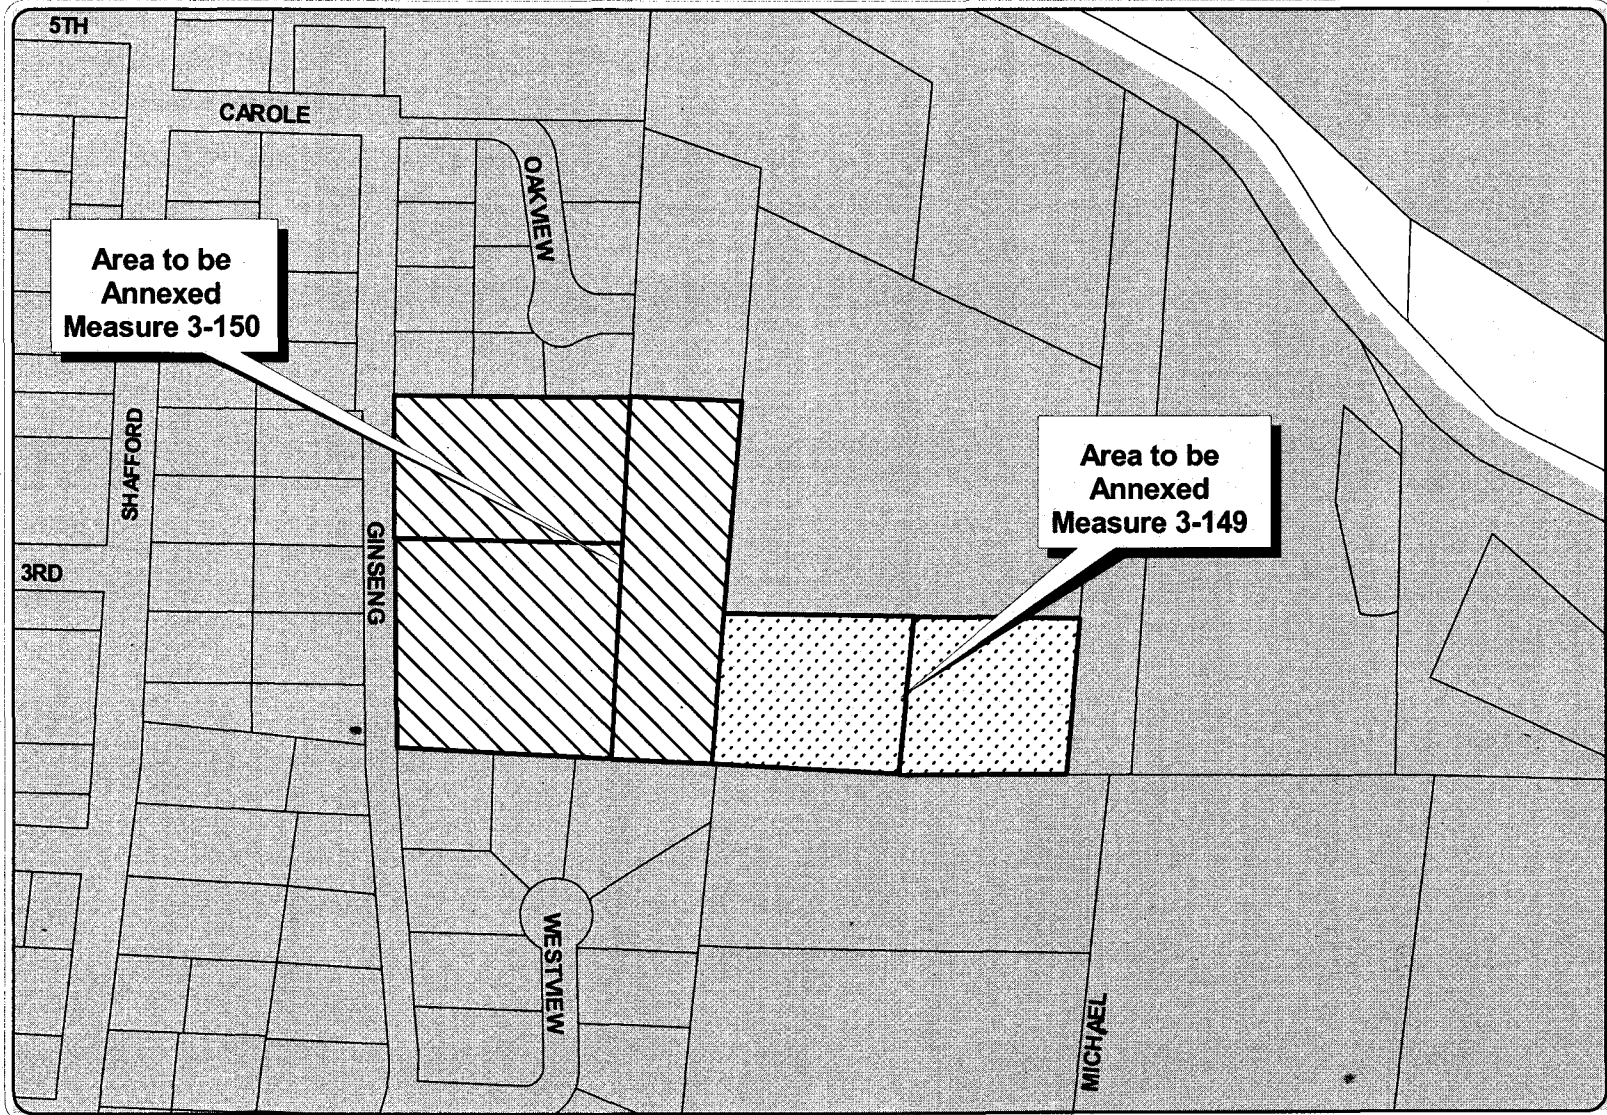 5TH
CAROLE
OAKVIEW
Area to be
Annexed
Measure 3-150
SHAFFORD
GINSENG
3RD
Area to be
Annexed
Measure 3-149
WESTVIEW
MICHAEL